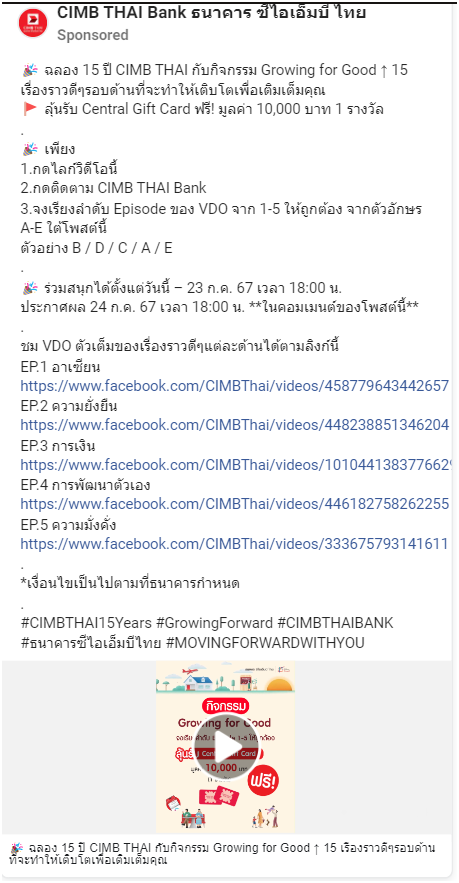 CIMB THAI Bank ธนาคาร ซีไอเอ็มบี ไทย
Sponsored
🎉 ฉลอง 15 ปี CIMB THAI กับกิจกรรม Growing for Good ↑ 15
เรื่องราวดีๆรอบด้านที่จะทำให้เติบโตเพื่อเติมเต็มคุณ
🚩 ลุ้นรับ Central Gift Card ฟรี! มูลค่า 10,000 บาท 1 รางวัล
.
🎉 เพียง
1.กดไลก์วิดีโอนี้
2.กดติดตาม CIMB THAI Bank
3.จงเรียงลำดับ Episode ของ VDO จาก 1-5 ให้ถูกต้อง จากตัวอักษร
A-E ใต้โพสต์นี้
ตัวอย่าง B / D / C / A / E
.
🎉 ร่วมสนุกได้ตั้งแต่วันนี้ – 23 ก.ค. 67 เวลา 18:00 น.
ประกาศผล 24 ก.ค. 67 เวลา 18:00 น. **ในคอมเมนต์ของโพสต์นี้**
.
ชม VDO ตัวเต็มของเรื่องราวดีๆแต่ละด้านได้ตามลิงก์นี้
EP.1 อาเซียน
https://www.facebook.com/CIMBThai/videos/458779643442657
EP.2 ความยั่งยืน
https://www.facebook.com/CIMBThai/videos/448238851346204
EP.3 การเงิน
https://www.facebook.com/CIMBThai/videos/1010441383776629
EP.4 การพัฒนาตัวเอง
https://www.facebook.com/CIMBThai/videos/446182758262255
EP.5 ความมั่งคั่ง
https://www.facebook.com/CIMBThai/videos/333675793141611
.
*เงื่อนไขเป็นไปตามที่ธนาคารกำหนด
.
#CIMBTHAI15Years #GrowingForward #CIMBTHAIBANK
#ธนาคารซีไอเอ็มบีไทย #MOVINGFORWARDWITHYOU
กิจกรรม
Growing for Good
10,000
ฟรี!
🎉 ฉลอง 15 ปี CIMB THAI กับกิจกรรม Growing for Good ↑ 15 เรื่องราวดีๆรอบด้าน
ที่จะทำให้เติบโตเพื่อเติมเต็มคุณ